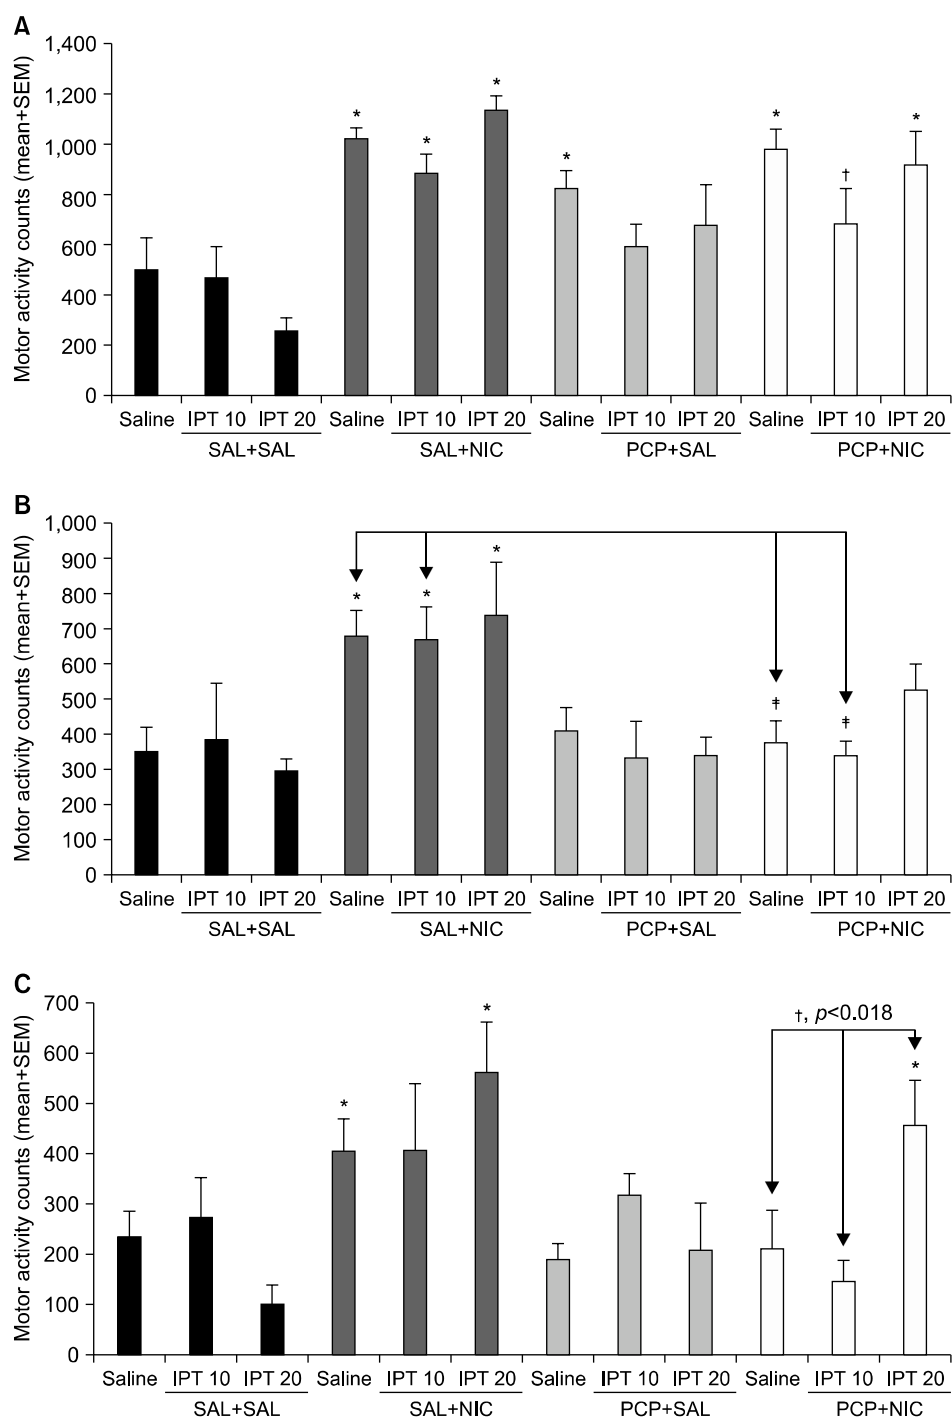 A
Motor activity counts (mean+SEM)
1,400
1,200
1,000
800
600
400
200
0
* * * * * †  *
Saline IPT 10 IPT 20 Saline IPT 10 IPT 20 Saline IPT 10 IPT 20 Saline IPT 10 IPT 20
SAL+SAL SAL+NIC PCP+SAL PCP+NIC
B
Motor activity counts (mean+SEM)
1,000
900
800
700
600
500
400
300
200
100
0
* * * ‡ ‡
Saline IPT 10 IPT 20 Saline IPT 10 IPT 20 Saline IPT 10 IPT 20 Saline IPT 10 IPT 20
SAL+SAL SAL+NIC PCP+SAL PCP+NIC
C
Motor activity counts (mean+SEM)
700
600
500
400
300
200
100
0
* * †, p<0.018 *
Saline IPT 10 IPT 20 Saline IPT 10 IPT 20 Saline IPT 10 IPT 20 Saline IPT 10 IPT 20
SAL+SAL SAL+NIC PCP+SAL PCP+NIC